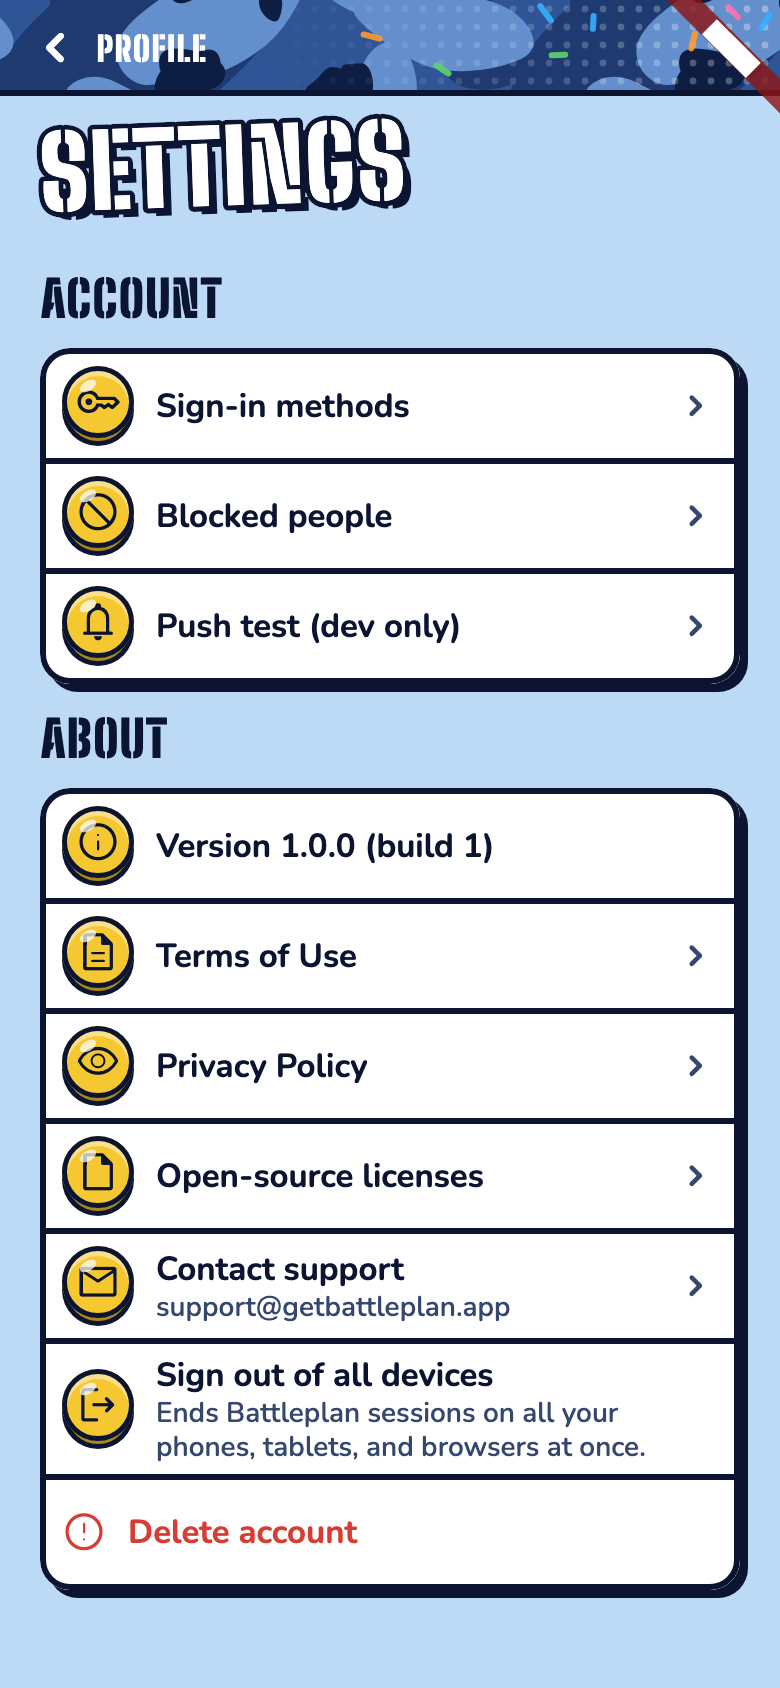 PROFILE
SETTINGS
ACCOUNT
Sign-in methods
Blocked people
Push test (dev only)
ABOUT
Version 1.0.0 (build 1)
Terms of Use
Privacy Policy
Open-source licenses
Contact support
support@getbattleplan.app
Sign out of all devices
Ends Battleplan sessions on all your
phones, tablets, and browsers at once.
Delete account